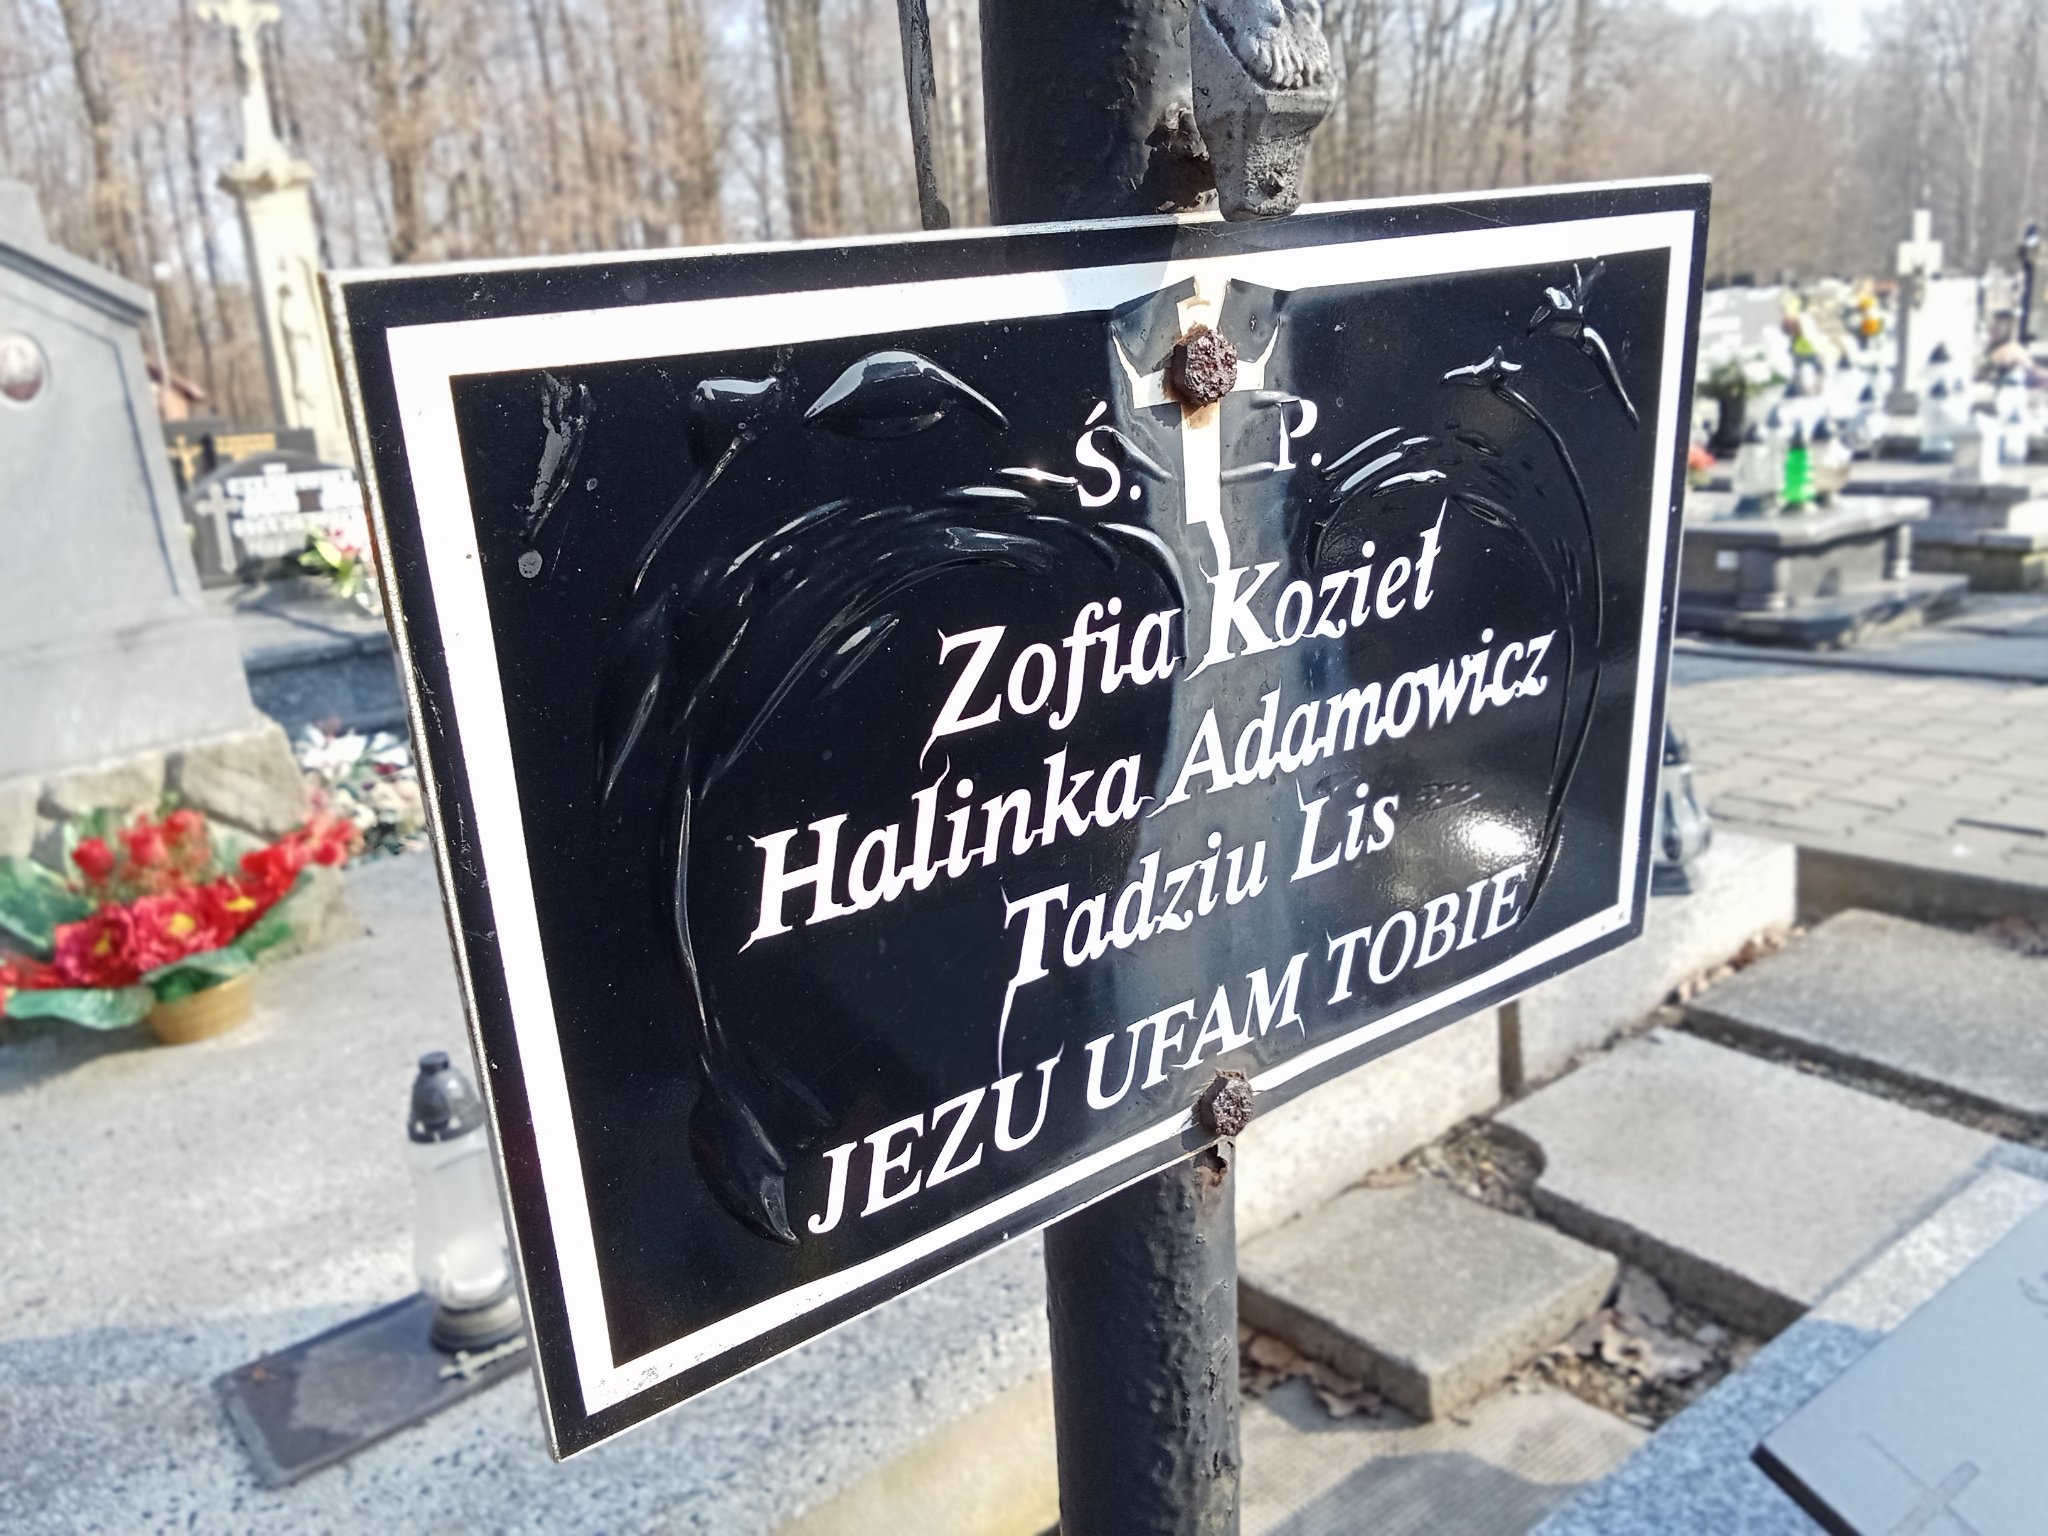 Ś. P.
Zofia Kozieł
Halinka Adamowicz
Tadziu Lis
JEZU UFAM TOBIE